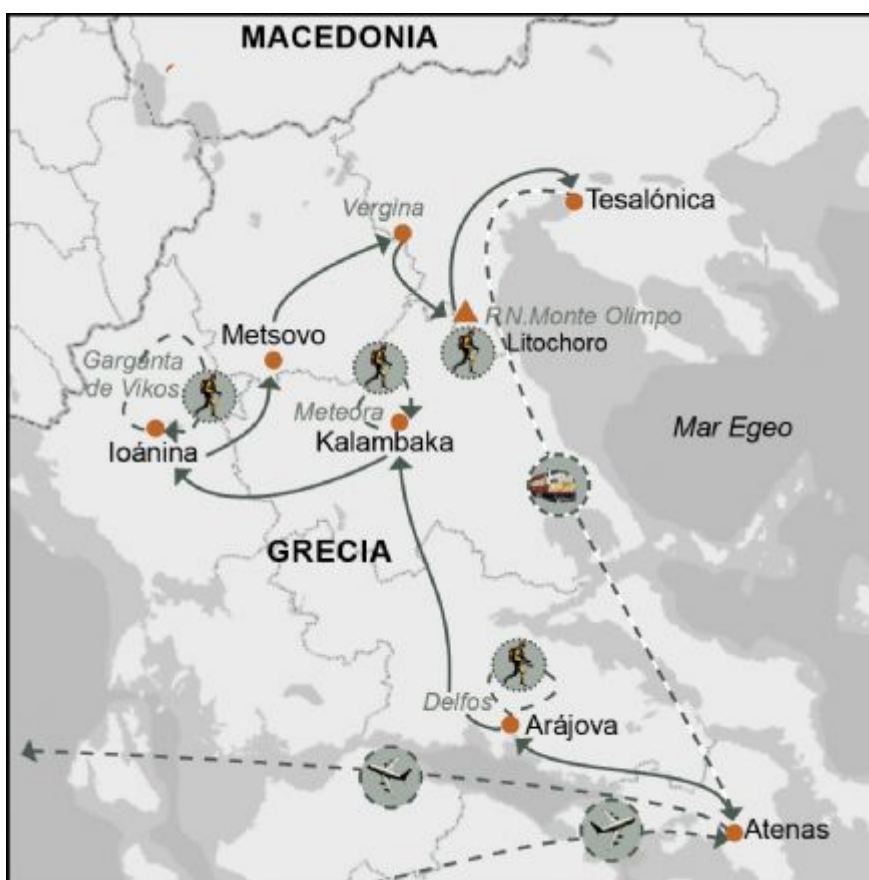 MACEDONIA
Tesalónica
Vergina
R.N.Monte Olimpo
Litochoro
Metsovo
Garganta
de Vikos
Meteora
Ioánina
Kalambaka
Mar Egeo
GRECIA
Delfos
Arájova
Atenas